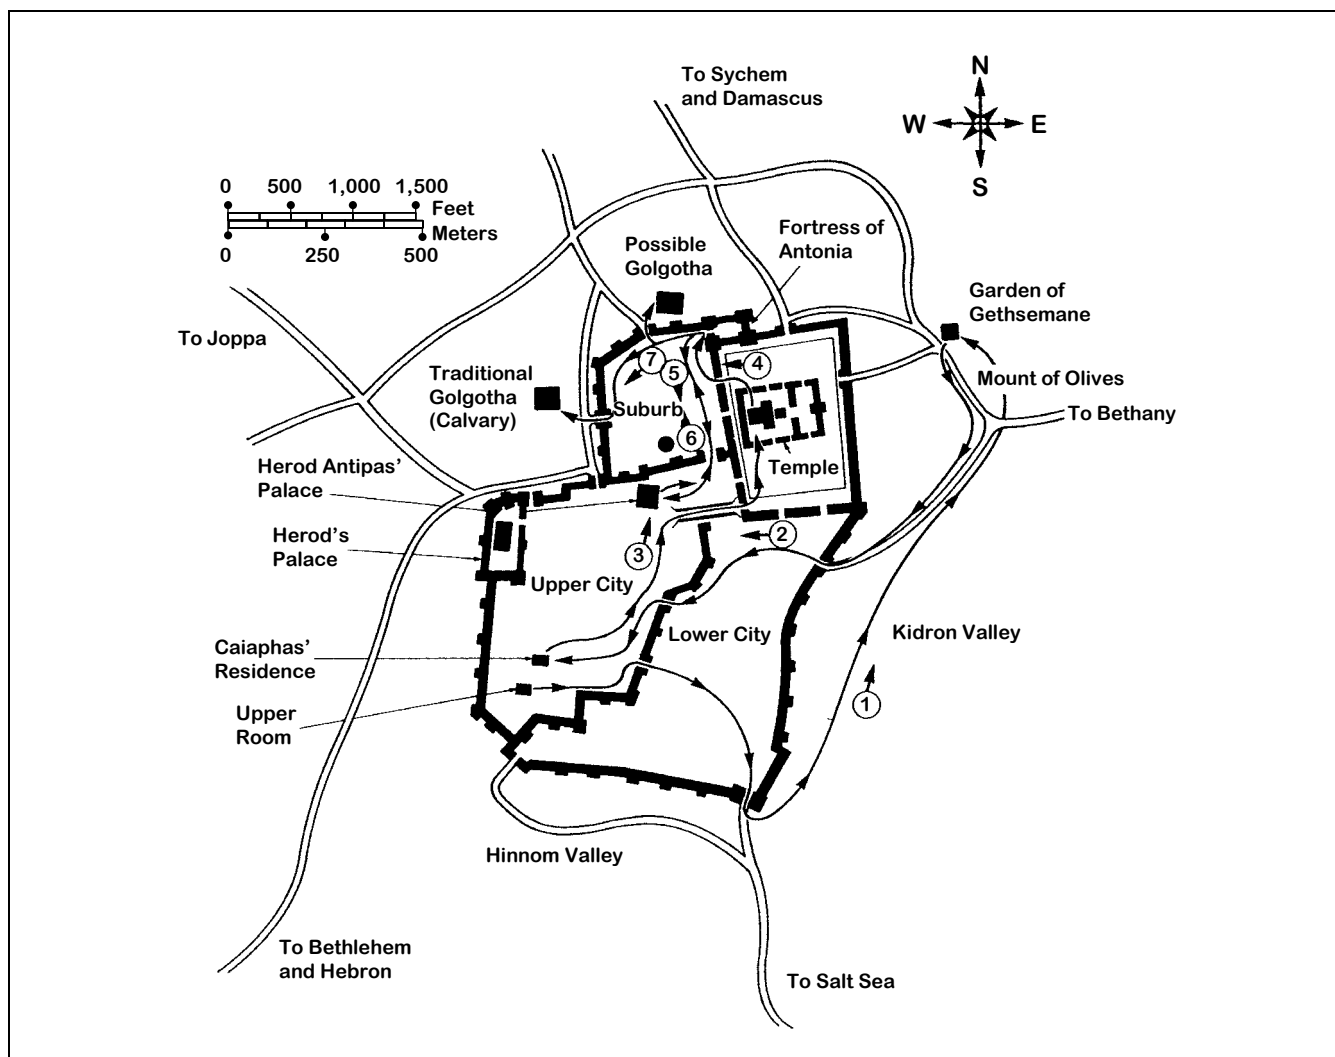 To Sychem
and Damascus
N
W
E
S
0 500 1,000 1,500
Feet
Meters
0 250 500
Possible
Golgotha
Fortress of
Antonia
Garden of
Gethsemane
To Joppa
Traditional
Golgotha
(Calvary)
7
5
4
Mount of Olives
To Bethany
Suburb
6
Herod Antipas'
Palace
Temple
Herod's
Palace
3
2
Upper City
Lower City
Kidron Valley
Caiaphas'
Residence
Upper
Room
1
Hinnom Valley
To Bethlehem
and Hebron
To Salt Sea